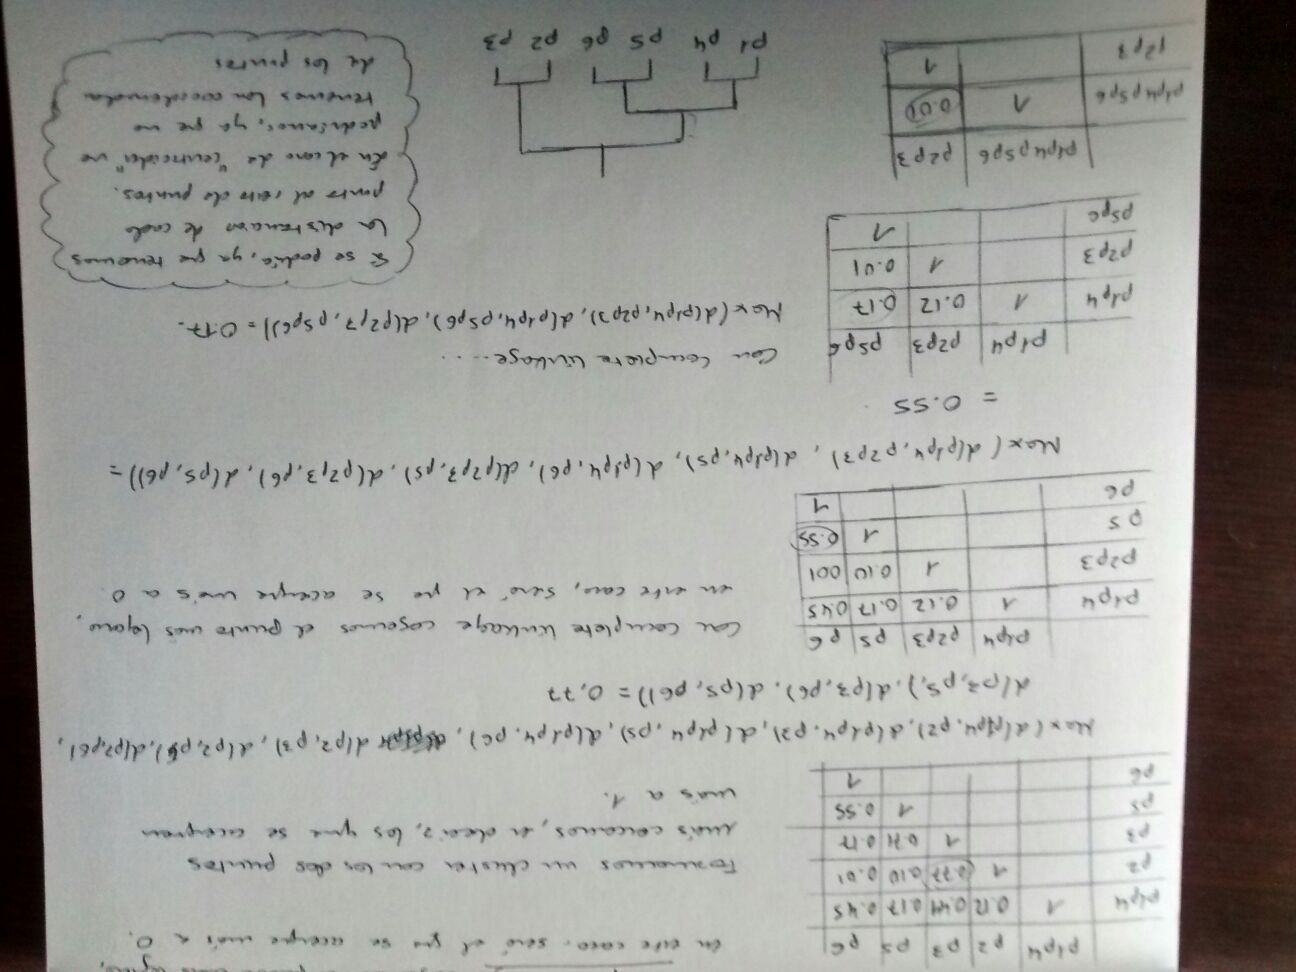 en este caso, será el que se acerque más a 0.
p1p4 p2 p3 p5 p6
p1p4 1 0.12 0.44 0.17 0.45
p2 1 0.77 0.10 0.01
p3 1 0.71 0.17
p5 1 0.55
p6 1
Formamos un cluster con los dos puntos
más cercanos, es decir, los que se acerquen
más a 1.
Max(d(p1p4, p2), d(p1p4, p3), d(p1p4, p5), d(p1p4, p6), d(p2, p3), d(p2, p5), d(p2, p6),
d(p3, p5,), d(p3, p6), d(p5, p6)) = 0,77
p1p4 p2p3 p5 p6
p1p4 1 0.12 0.17 0.45
p2p3 1 0.10 001
p5 1 0.55
p6 1
Con complete linkage cogemos el punto más lejano,
en este caso, será el que se acerque más a 0.
Max(d(p1p4, p2p3), d(p1p4, p5), d(p1p4, p6), d(p2p3, p5), d(p2p3, p6), d(p5, p6)) =
= 0.55
p1p4 p2p3 p5p6
p1p4 1 0.12 0.17
p2p3 1 0.01
p5p6 1
Con complete linkage....
Max(d(p1p4, p2p3), d(p1p4, p5p6), d(p2p3, p5p6)) = 0.17.
p1p4p5p6 p2p3
p1p4p5p6 1 0.01
p2p3 1
p1 p4 p5 p6 p2 p3
Si se podría, ya que tenemos
la distancias de cada
punto al resto de puntos.
En el caso de "centroides" no
podríamos, ya que no
tenemos las coordenadas
de los puntos